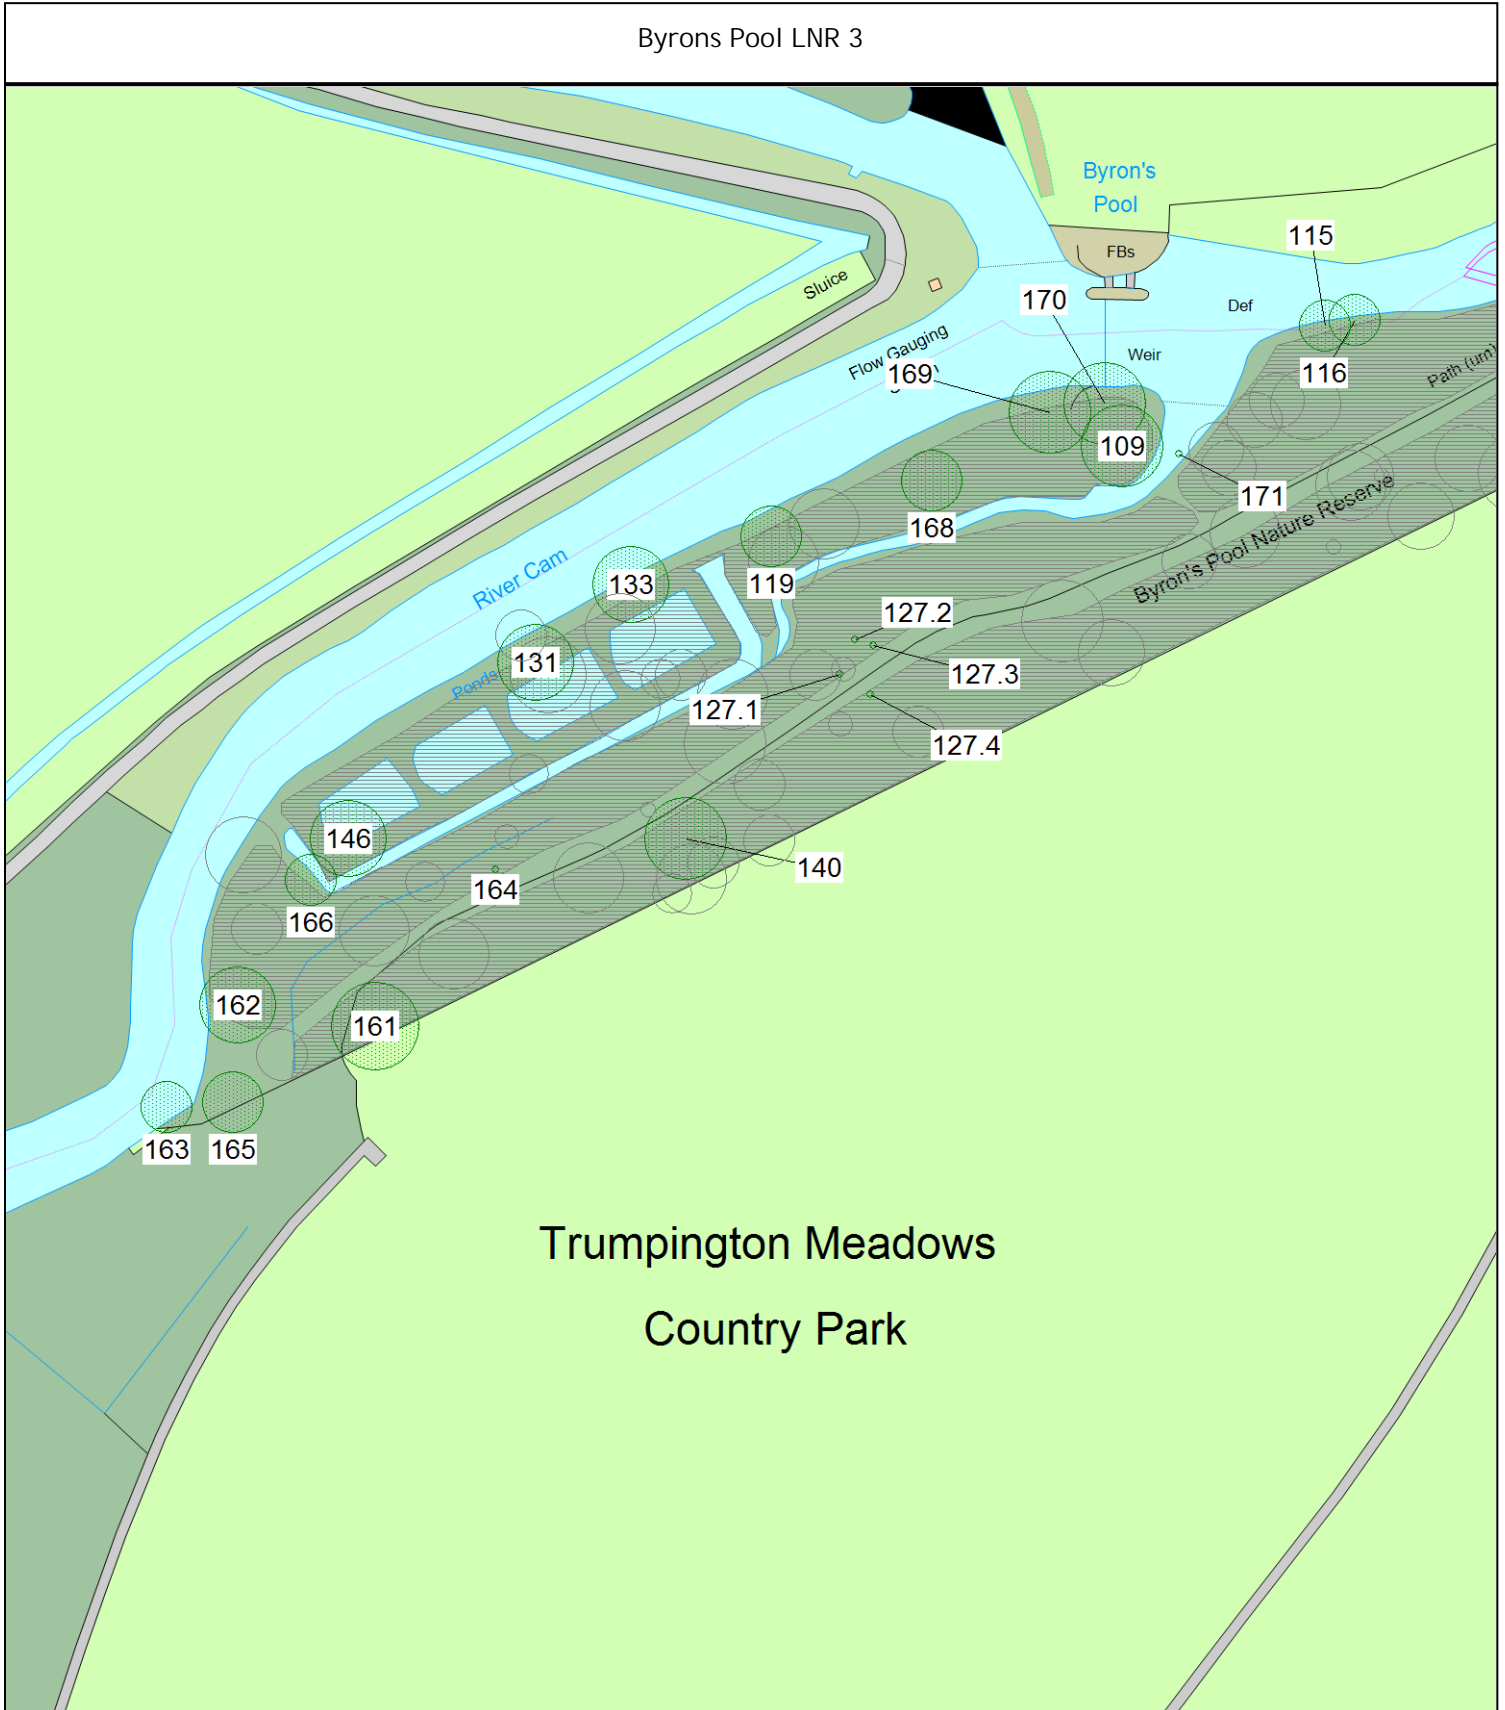 Byrons Pool LNR 3
Byron's
Pool
115
FBs
Sluice
170
Def
Flow Gauging
Weir
169
116
Path (um)
109
171
168
Byron's Pool Nature Reserve
River Cam
133
119
127.2
131
127.3
Ponds
127.1
127.4
146
140
164
166
162
161
163
165
Trumpington Meadows
Country Park